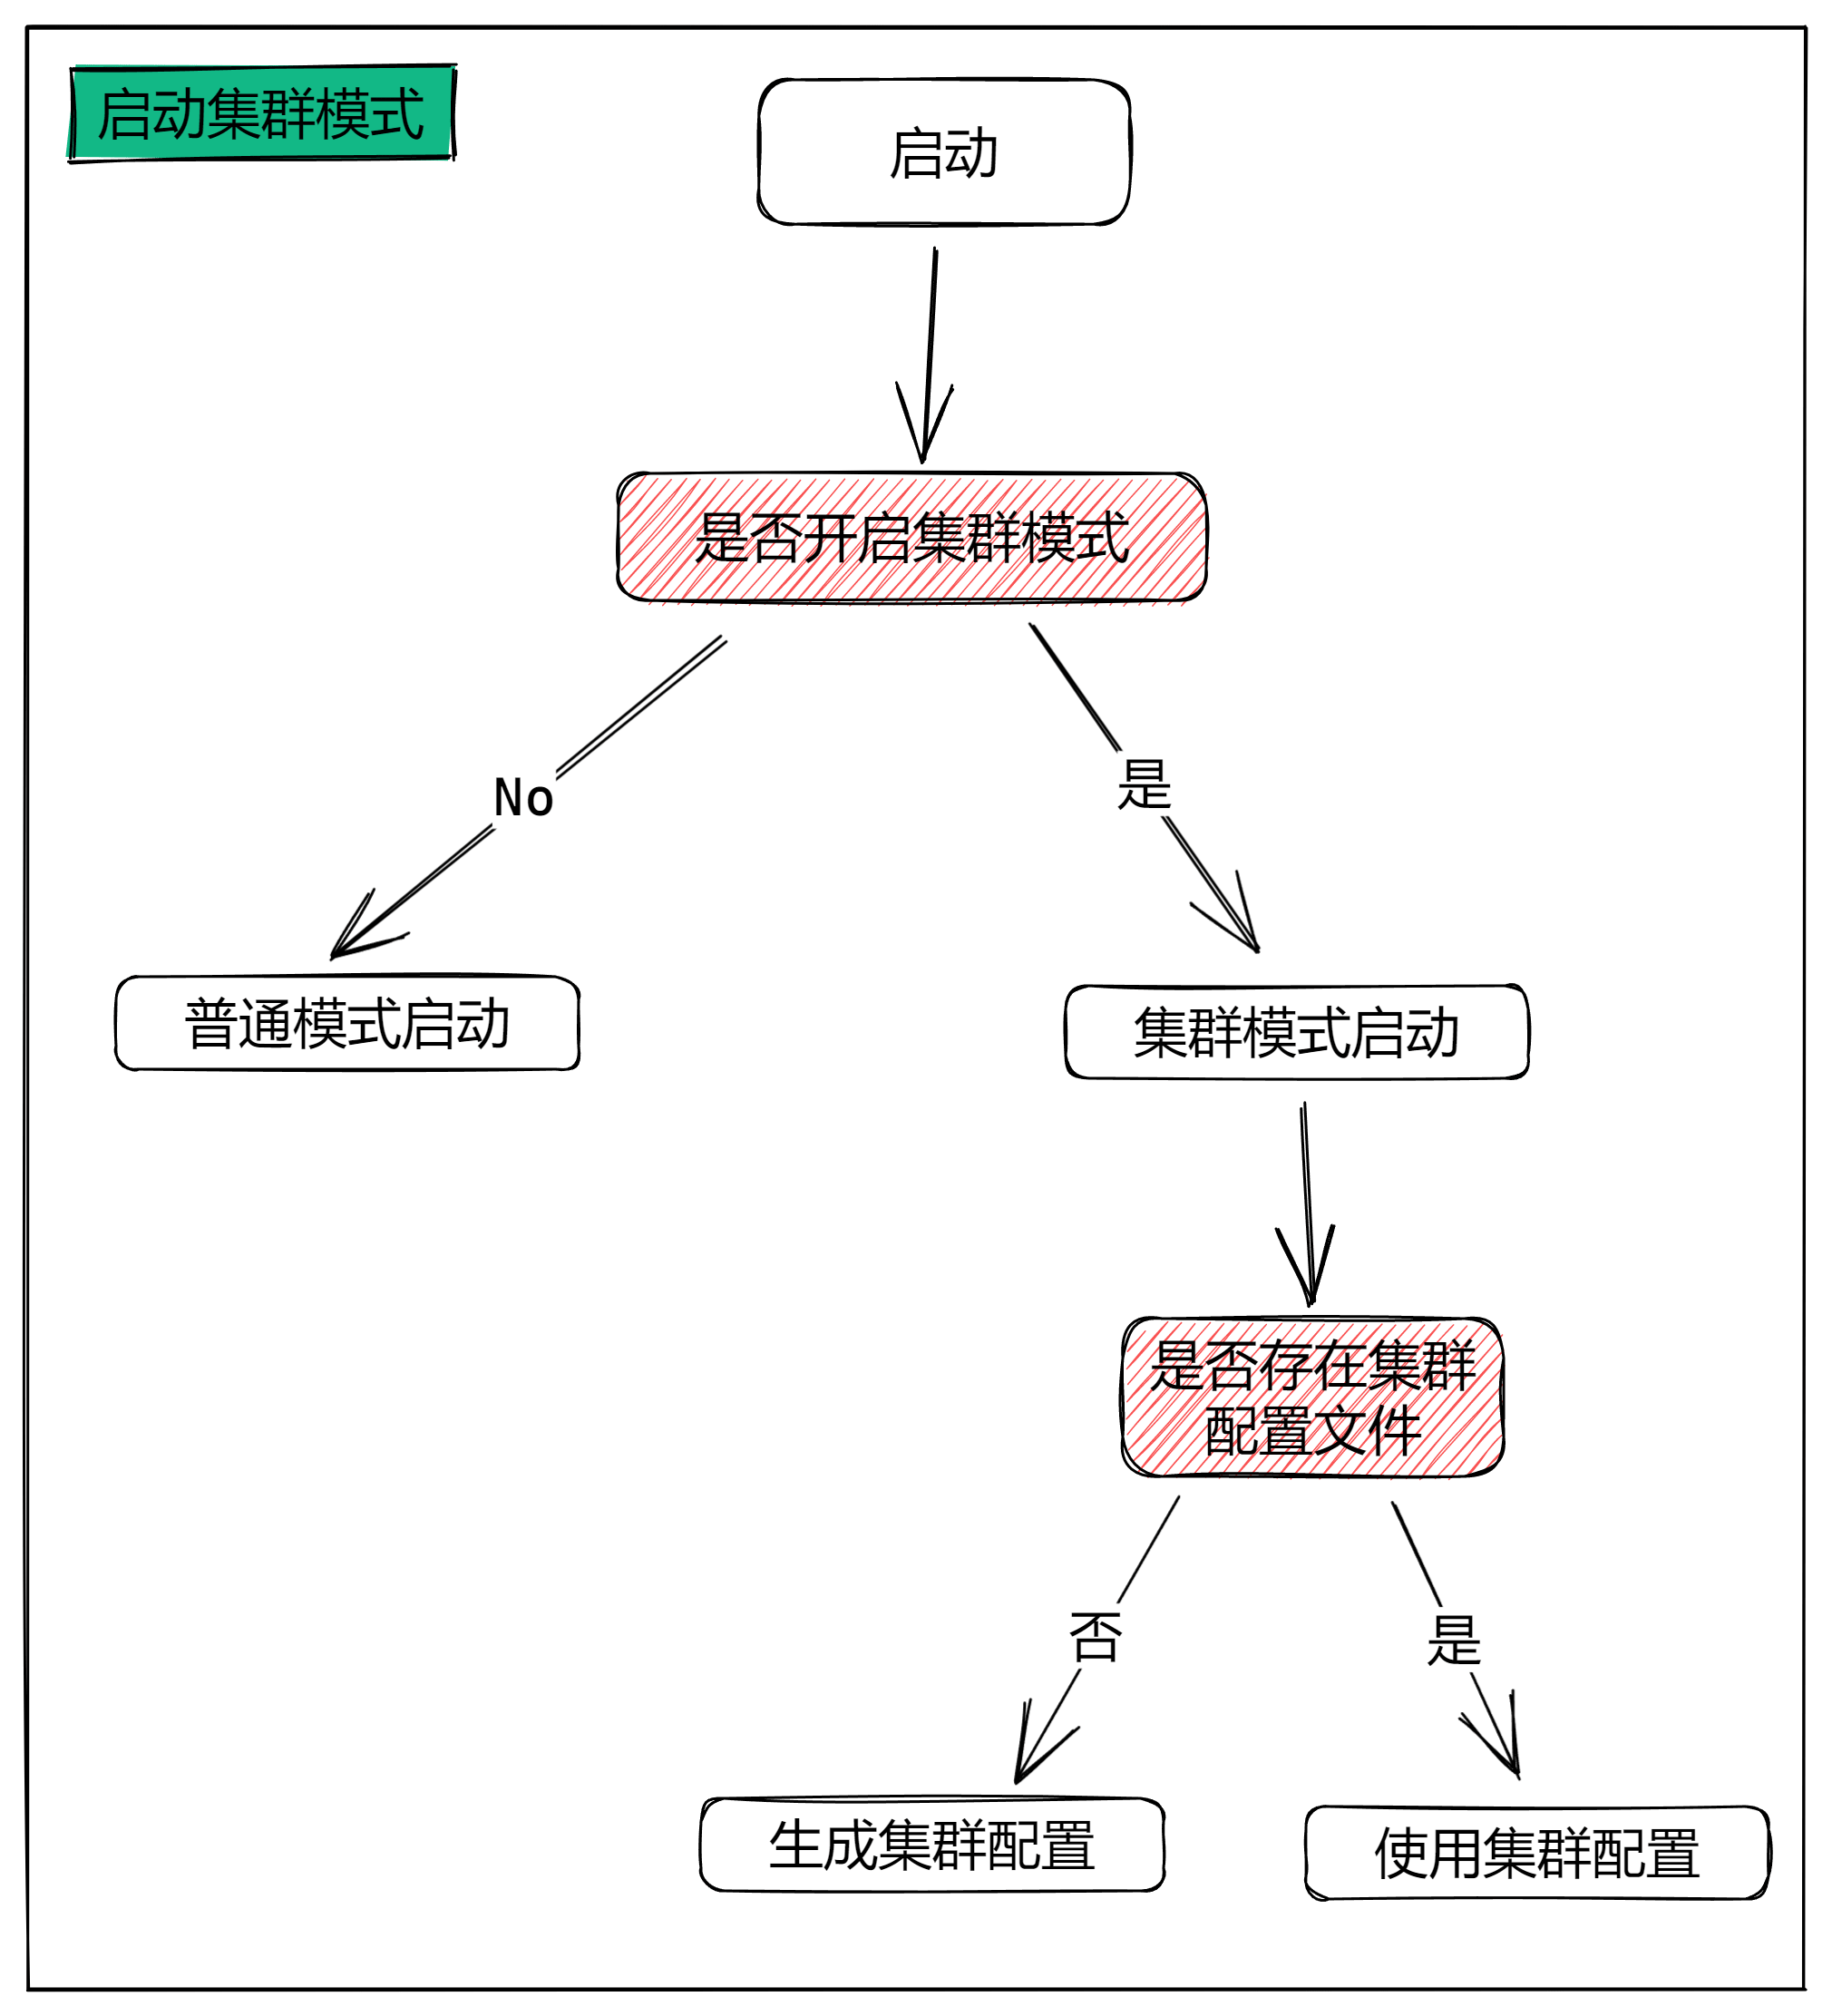 启动集群模式
启动
是否开启集群模式
No
是
普通模式启动
集群模式启动
是否存在集群
配置文件
否
是
生成集群配置
使用集群配置